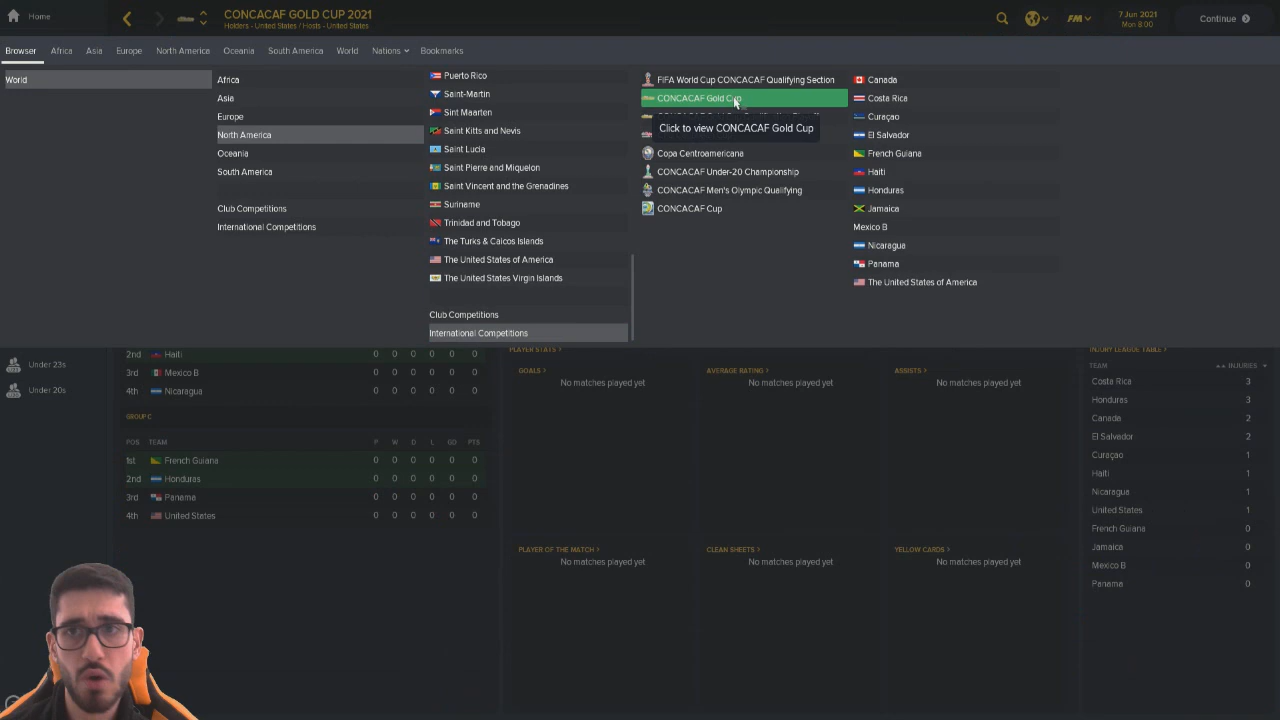 Home
CONCACAF GOLD CUP 2021
Holders - United States / Hosts - United States
FM
7 Jun 2021
Mon 8:00
Continue
Browser
Africa
Asia
Europe
North America
Oceania
South America
World
Nations
Bookmarks
World
Africa
Asia
Europe
North America
Oceania
South America
Club Competitions
International Competitions
Puerto Rico
Saint-Martin
Sint Maarten
Saint Kitts and Nevis
Saint Lucia
Saint Pierre and Miquelon
Saint Vincent and the Grenadines
Suriname
Trinidad and Tobago
The Turks & Caicos Islands
The United States of America
The United States Virgin Islands
Club Competitions
International Competitions
FIFA World Cup CONCACAF Qualifying Section
CONCACAF Gold Cup
Click to view CONCACAF Gold Cup
Copa Centroamericana
CONCACAF Under-20 Championship
CONCACAF Men's Olympic Qualifying
CONCACAF Cup
Canada
Costa Rica
Curaçao
El Salvador
French Guiana
Haiti
Honduras
Jamaica
Mexico B
Nicaragua
Panama
The United States of America
Under 23s
Under 20s
2nd Haiti 0 0 0 0 0 0
3rd Mexico B 0 0 0 0 0 0
4th Nicaragua 0 0 0 0 0 0
GROUP C
POS TEAM P W D L GD PTS
1st French Guiana 0 0 0 0 0 0
2nd Honduras 0 0 0 0 0 0
3rd Panama 0 0 0 0 0 0
4th United States 0 0 0 0 0 0
PLAYER STATS >
GOALS >
No matches played yet
AVERAGE RATING >
No matches played yet
ASSISTS >
No matches played yet
PLAYER OF THE MATCH >
No matches played yet
CLEAN SHEETS >
No matches played yet
YELLOW CARDS >
No matches played yet
INJURY LEAGUE TABLE >
TEAM INJURIES
Costa Rica 3
Honduras 3
Canada 2
El Salvador 2
Curaçao 1
Haiti 1
Nicaragua 1
United States 1
French Guiana 0
Jamaica 0
Mexico B 0
Panama 0